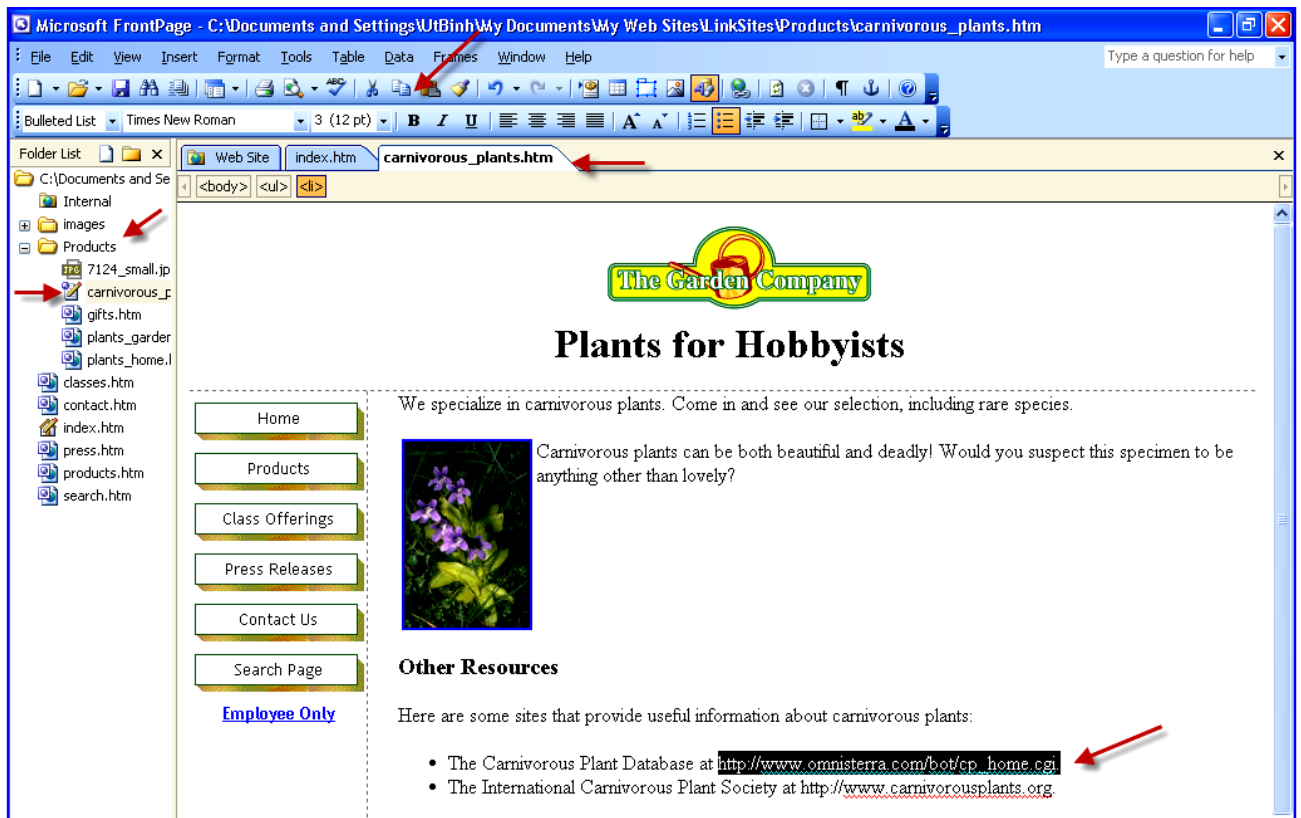 Microsoft FrontPage - C:\Documents and Settings\UtBinh\My Documents\My Web Sites\LinkSites\Products\carnivorous_plants.htm
File Edit View Insert Format Tools Table Data Frames Window Help Type a question for help
Bulleted List Times New Roman 3 (12 pt) B I U A A A
Folder List Web Site index.htm carnivorous_plants.htm
C:\Documents and Se <body> <ul> <li>
Internal
images
Products
7124_small.jp
carnivorous_p
gifts.htm
plants_garder
plants_home.l
classes.htm
contact.htm
index.htm
press.htm
products.htm
search.htm
The Garden Company
Plants for Hobbyists
Home
Products
Class Offerings
Press Releases
Contact Us
Search Page
Employee Only
We specialize in carnivorous plants. Come in and see our selection, including rare species.
Carnivorous plants can be both beautiful and deadly! Would you suspect this specimen to be
anything other than lovely?
Other Resources
Here are some sites that provide useful information about carnivorous plants:
• The Carnivorous Plant Database at http://www.omnisterra.com/bot/cp_home.cgi.
• The International Carnivorous Plant Society at http://www.carnivorousplants.org.